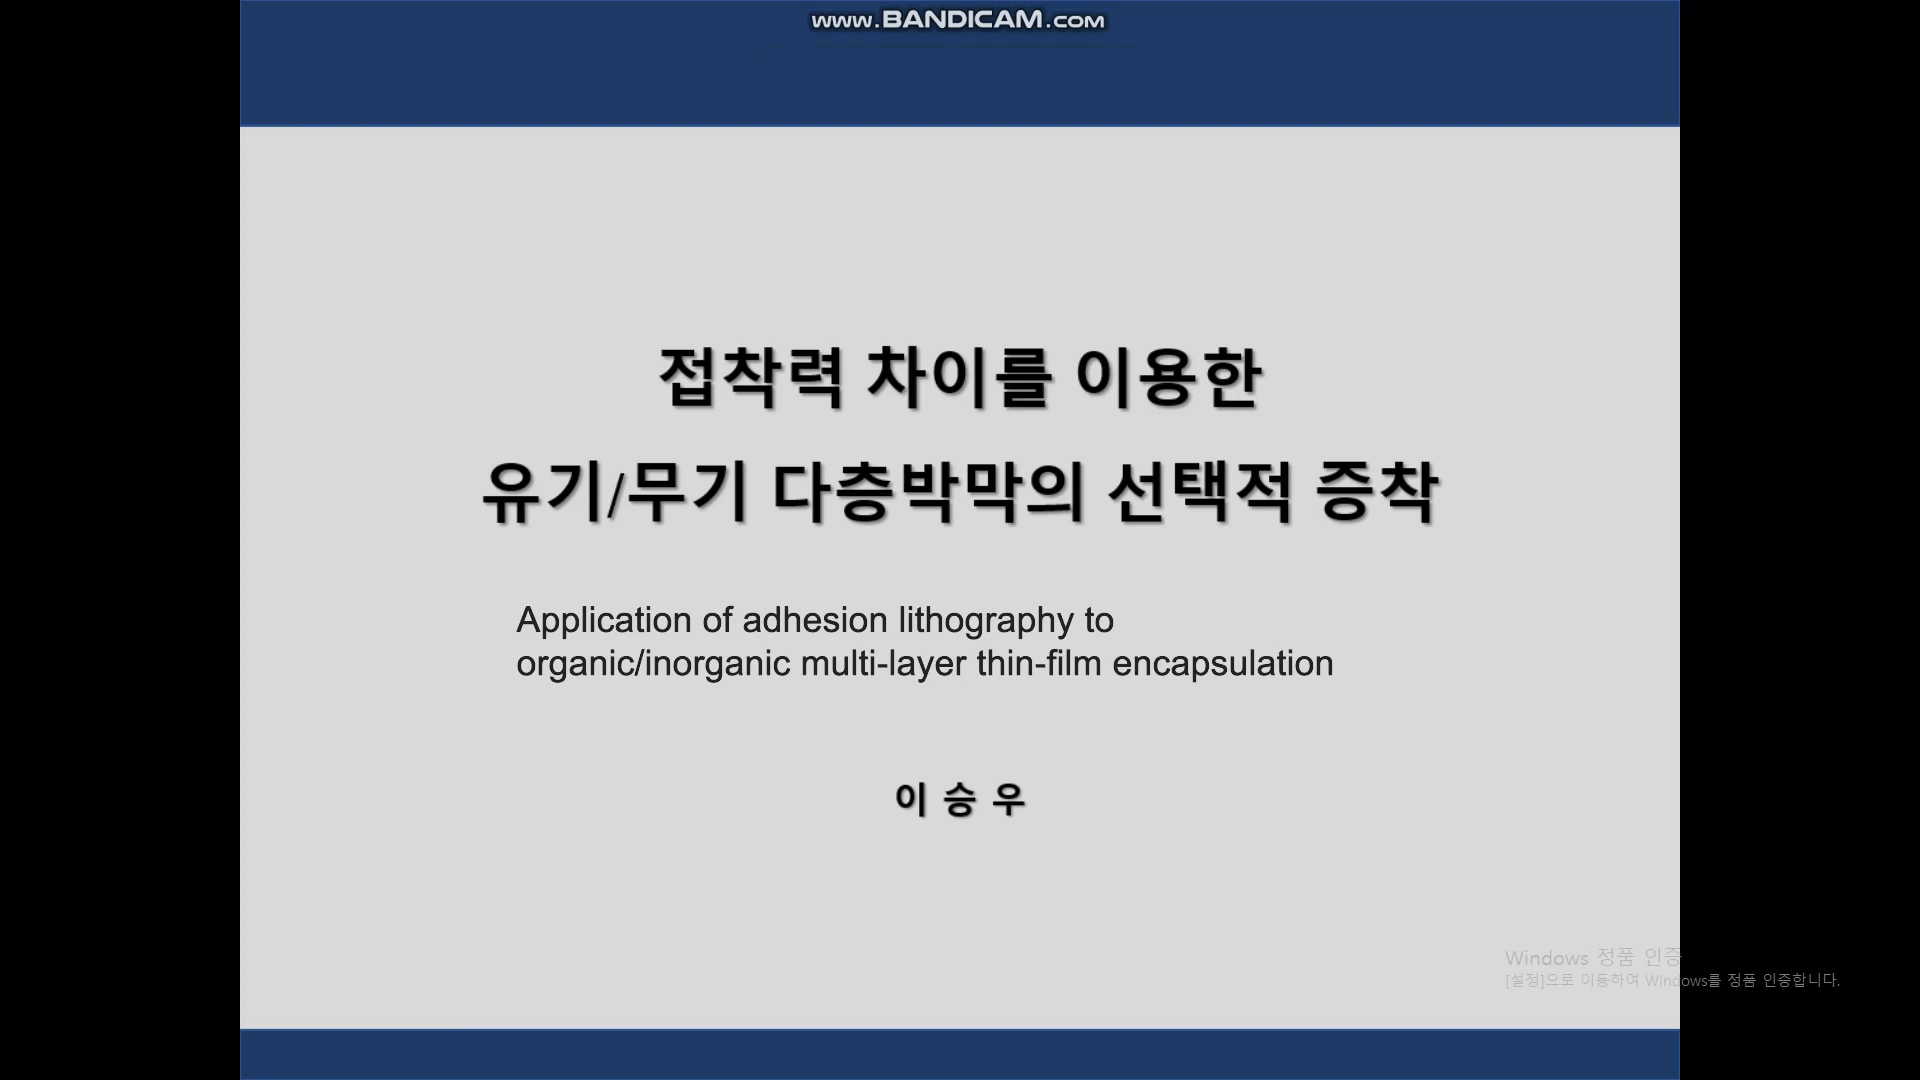 www.BANDICAM.com
접착력 차이를 이용한
유기/무기 다층박막의 선택적 증착
Application of adhesion lithography to
organic/inorganic multi-layer thin-film encapsulation
이 승 우
Windows 정품 인증
[설정]으로 이동하여 Windows를 정품 인증합니다.